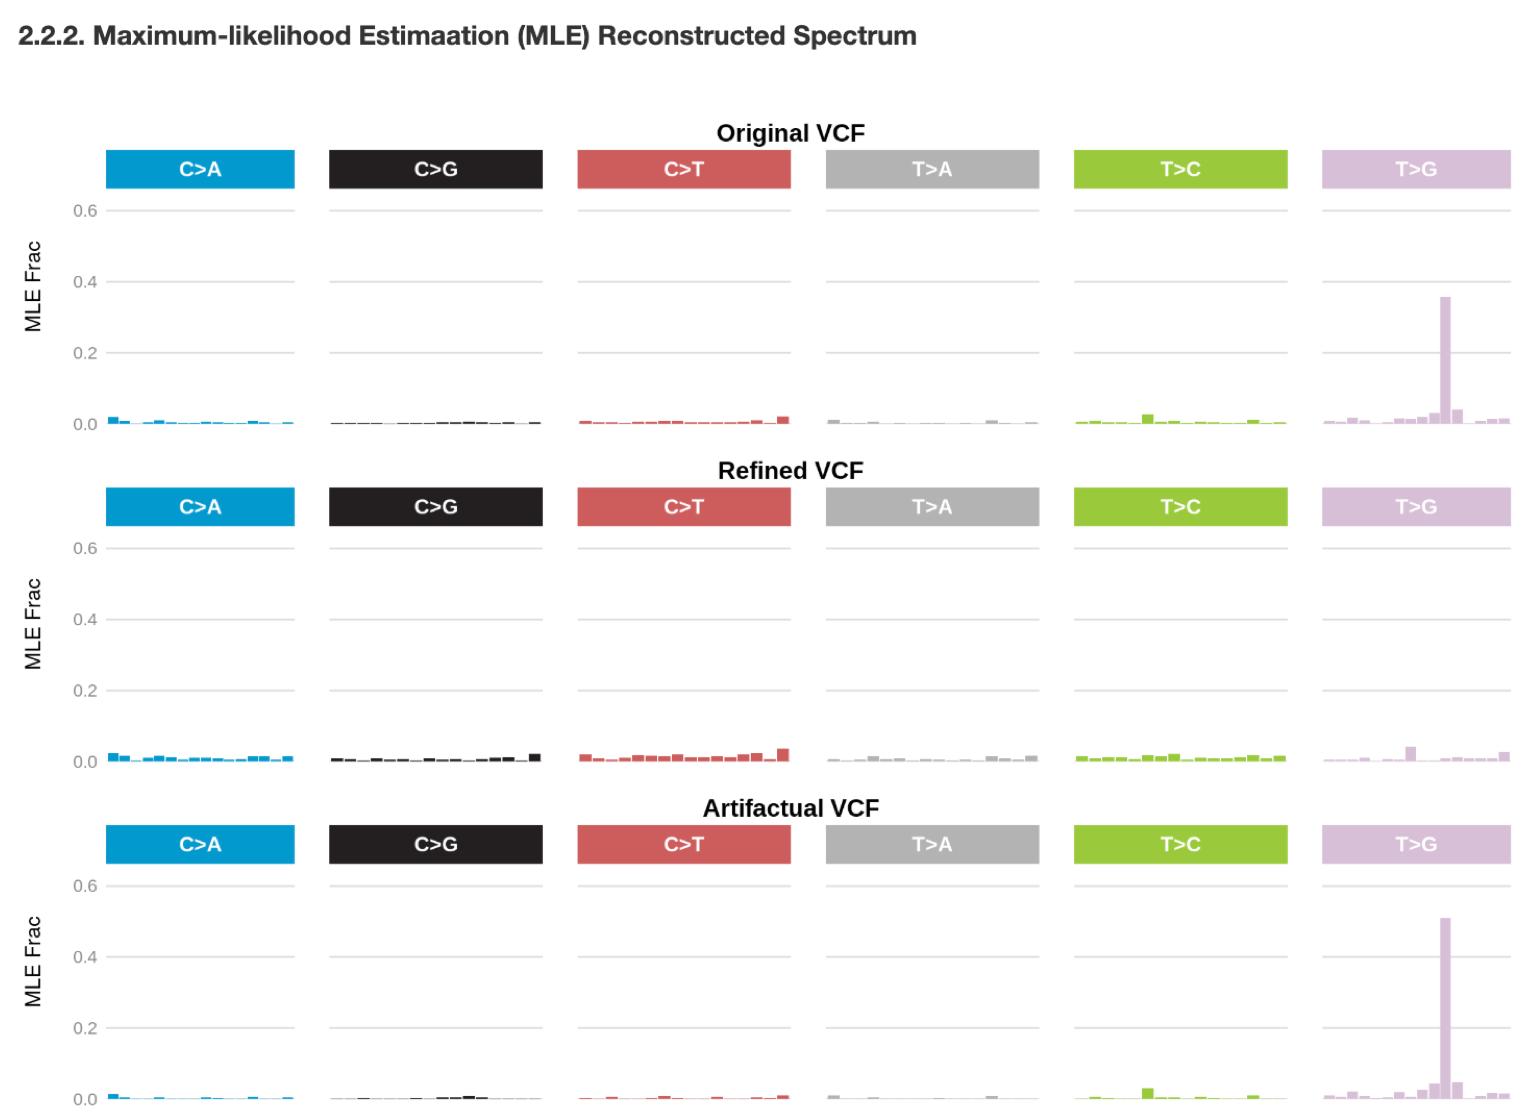 2.2.2. Maximum-likelihood Estimaation (MLE) Reconstructed Spectrum
Original VCF
C>A C>G C>T T>A T>C T>G
MLE Frac
0.6
0.4
0.2
0.0
Refined VCF
C>A C>G C>T T>A T>C T>G
MLE Frac
0.6
0.4
0.2
0.0
Artifactual VCF
C>A C>G C>T T>A T>C T>G
MLE Frac
0.6
0.4
0.2
0.0